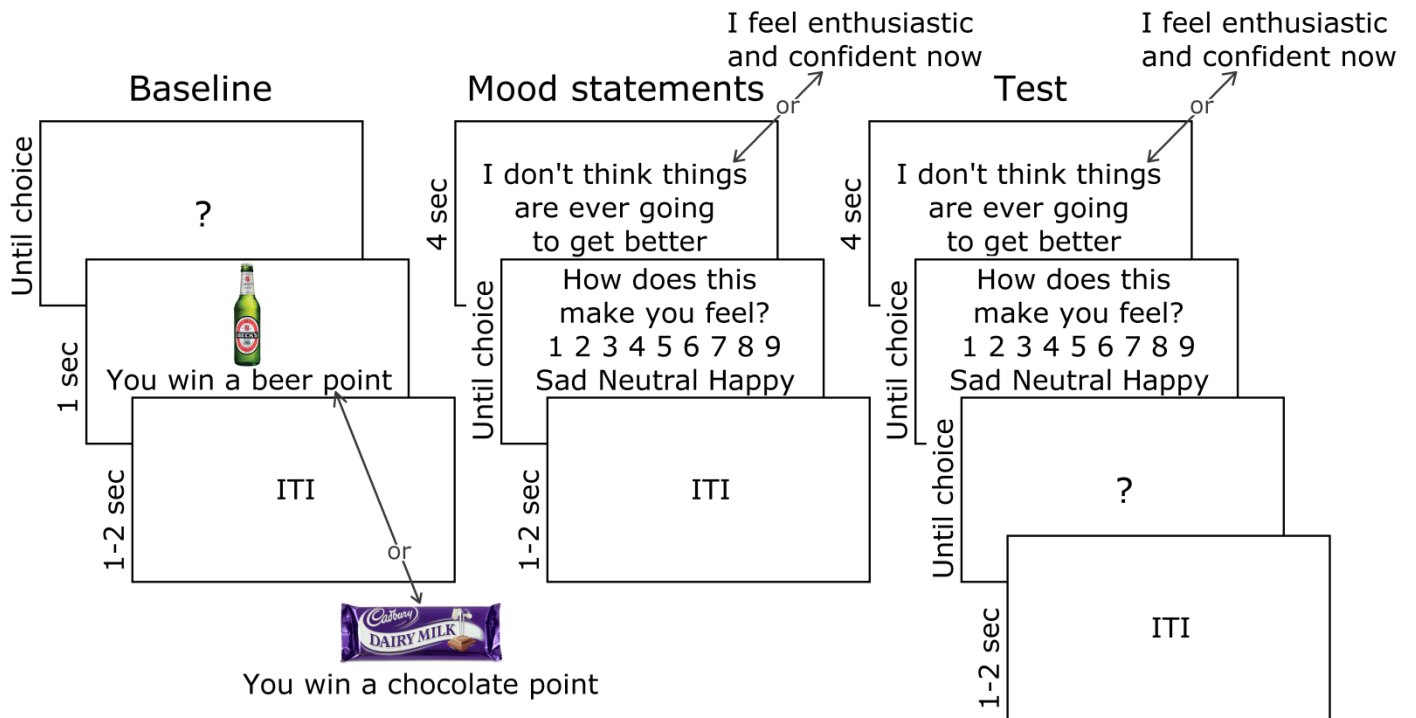 I feel enthusiastic
and confident now
I feel enthusiastic
and confident now
Baseline
Mood statements
Test
or
or
Until choice
?
4 sec
I don't think things
are ever going
to get better
4 sec
I don't think things
are ever going
to get better
1 sec
BECK'S
You win a beer point
Until choice
How does this
make you feel?
1 2 3 4 5 6 7 8 9
Sad Neutral Happy
Until choice
How does this
make you feel?
1 2 3 4 5 6 7 8 9
Sad Neutral Happy
1-2 sec
ITI
or
1-2 sec
ITI
Until choice
?
Cadbury
DAIRY MILK
You win a chocolate point
1-2 sec
ITI